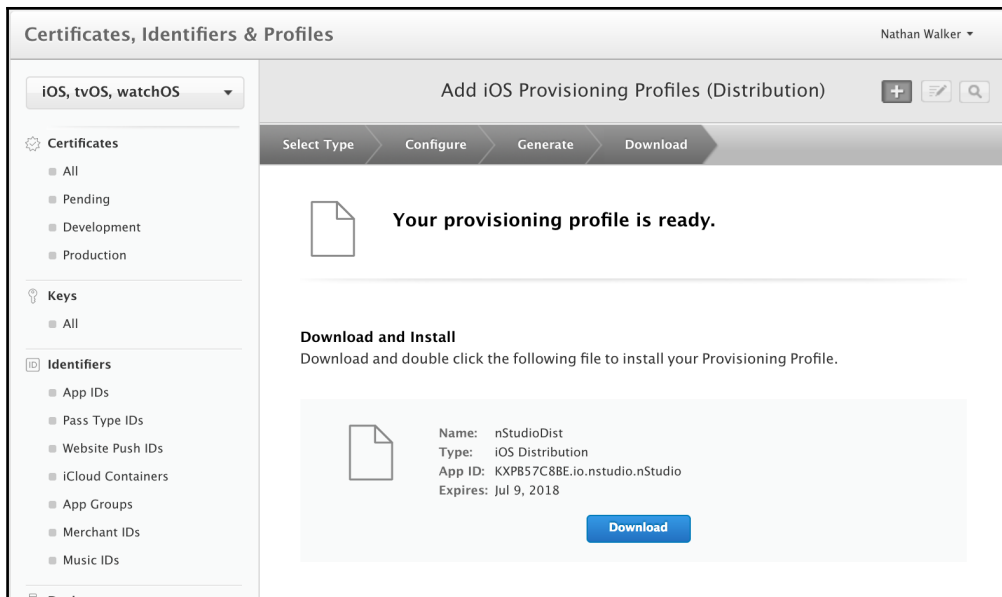 Certificates, Identifiers & Profiles
Nathan Walker
iOS, tvOS, watchOS
Add iOS Provisioning Profiles (Distribution)
Certificates
All
Pending
Development
Production
Keys
All
ID
Identifiers
App IDs
Pass Type IDs
Website Push IDs
iCloud Containers
App Groups
Merchant IDs
Music IDs
Select Type
Configure
Generate
Download
Your provisioning profile is ready.
Download and Install
Download and double click the following file to install your Provisioning Profile.
Name: nStudioDist
Type: iOS Distribution
App ID: KXPB57C8BE.io.nstudio.nStudio
Expires: Jul 9, 2018
Download